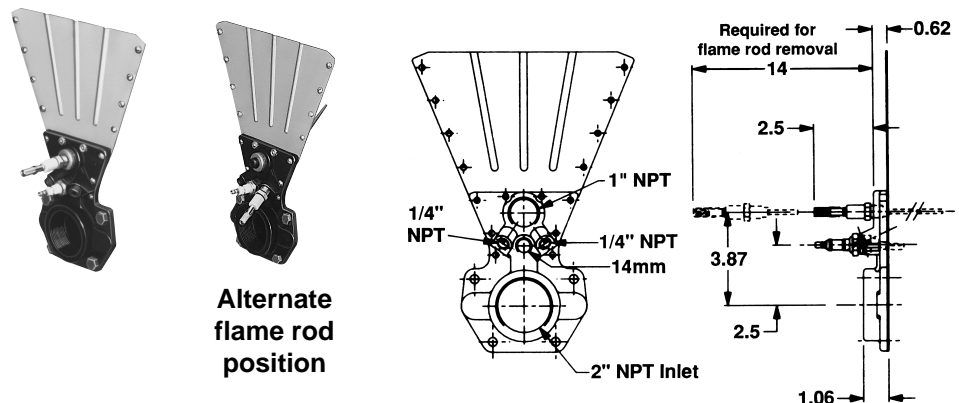 Alternate
flame rod
position
1" NPT
1/4"
NPT
1/4" NPT
14mm
2" NPT Inlet
Required for
flame rod removal
14
0.62
2.5
3.87
2.5
1.06